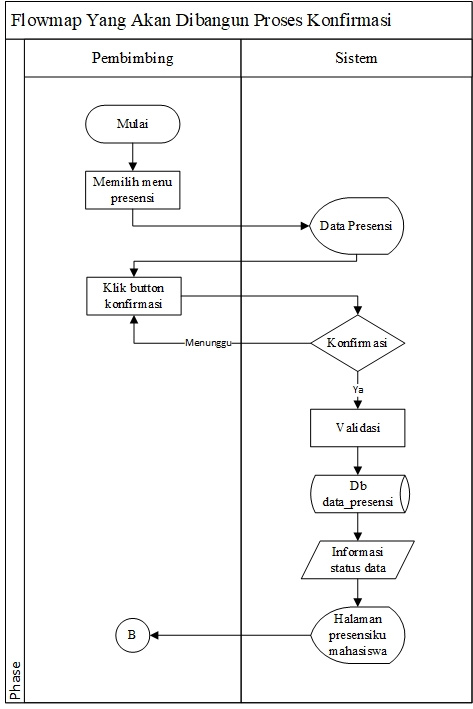 Flowmap Yang Akan Dibangun Proses Konfirmasi
Pembimbing
Sistem
Mulai
Memilih menu
presensi
Data Presensi
Klik button
konfirmasi
Menunggu
Konfirmasi
Ya
Validasi
Db
data_presensi
Informasi
status data
Halaman
presensiku
mahasiswa
B
Phase